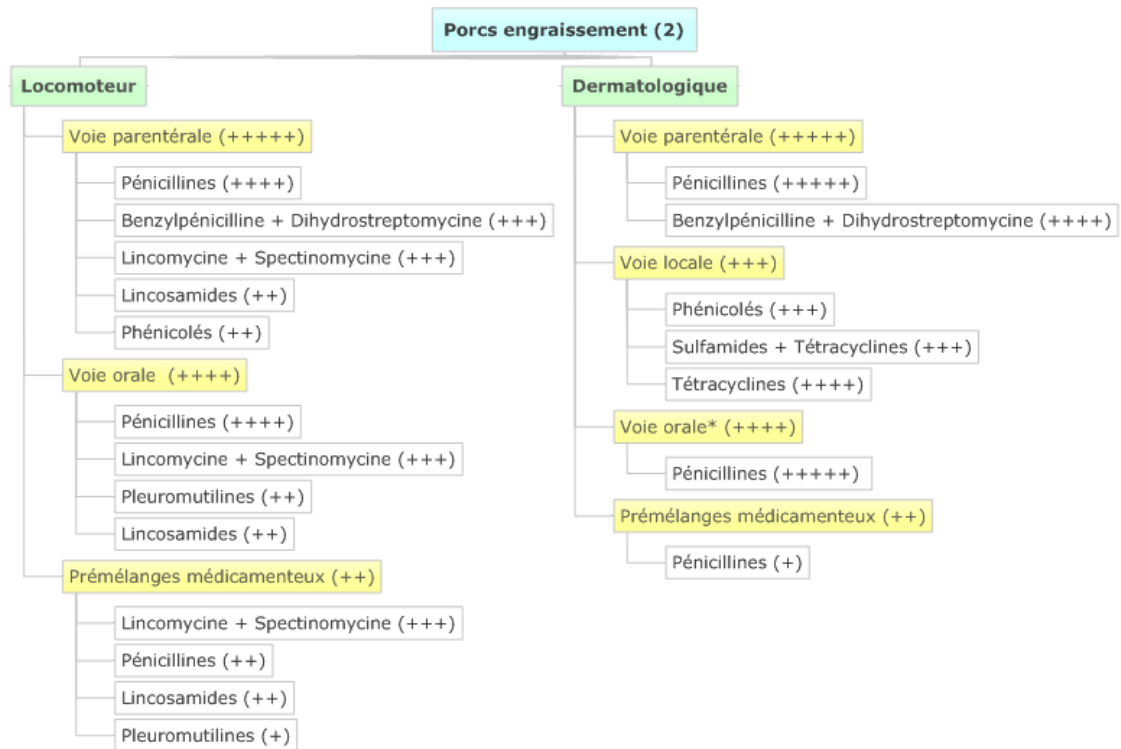 Porcs engraissement (2)
Locomoteur
Voie parentérale (+++++)
Pénicillines (++++)
Benzylpénicilline + Dihydrostreptomycine (+++)
Lincomycine + Spectinomycine (+++)
Lincosamides (++)
Phénicolés (++)
Voie orale (++++)
Pénicillines (++++)
Lincomycine + Spectinomycine (+++)
Pleuromutilines (++)
Lincosamides (++)
Prémélanges médicamenteux (++)
Lincomycine + Spectinomycine (+++)
Pénicillines (++)
Lincosamides (++)
Pleuromutilines (+)
Dermatologique
Voie parentérale (+++++)
Pénicillines (+++++)
Benzylpénicilline + Dihydrostreptomycine (++++)
Voie locale (+++)
Phénicolés (+++)
Sulfamides + Tétracyclines (+++)
Tétracyclines (++++)
Voie orale* (++++)
Pénicillines (+++++)
Prémélanges médicamenteux (++)
Pénicillines (+)